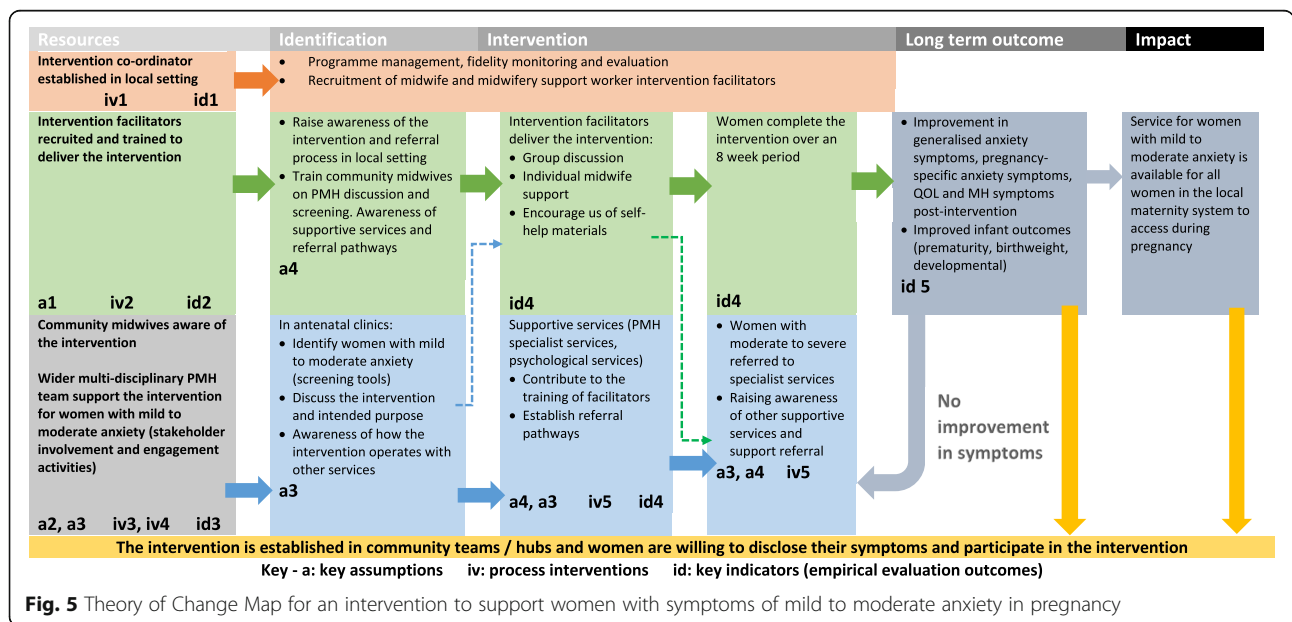 Resources
Identification
Intervention
Long term outcome
Impact
Intervention co-ordinator
established in local setting
iv1 id1
• Programme management, fidelity monitoring and evaluation
• Recruitment of midwife and midwifery support worker intervention facilitators
Intervention facilitators
recruited and trained to
deliver the intervention
a1 iv2 id2
• Raise awareness of the
intervention and referral
process in local setting
• Train community midwives
on PMH discussion and
screening. Awareness of
supportive services and
referral pathways
a4
Intervention facilitators
deliver the intervention:
• Group discussion
• Individual midwife
support
• Encourage us of self-
help materials
id4
Women complete the
intervention over an
8 week period
id4
• Improvement in
generalised anxiety
symptoms, pregnancy-
specific anxiety symptoms,
QOL and MH symptoms
post-intervention
• Improved infant outcomes
(prematurity, birthweight,
developmental)
id 5
Service for women
with mild to
moderate anxiety is
available for all
women in the local
maternity system to
access during
pregnancy
Community midwives aware of
the intervention
Wider multi-disciplinary PMH
team support the intervention
for women with mild to
moderate anxiety (stakeholder
involvement and engagement
activities)
a2, a3 iv3, iv4 id3
In antenatal clinics:
• Identify women with mild
to moderate anxiety
(screening tools)
• Discuss the intervention
and intended purpose
• Awareness of how the
intervention operates with
other services
a3
Supportive services (PMH
specialist services,
psychological services)
• Contribute to the
training of facilitators
• Establish referral
pathways
a4, a3 iv5 id4
• Women with
moderate to severe
referred to
specialist services
• Raising awareness
of other supportive
services and
support referral
a3, a4 iv5
No
improvement
in symptoms
The intervention is established in community teams / hubs and women are willing to disclose their symptoms and participate in the intervention
Key - a: key assumptions iv: process interventions id: key indicators (empirical evaluation outcomes)
Fig. 5 Theory of Change Map for an intervention to support women with symptoms of mild to moderate anxiety in pregnancy